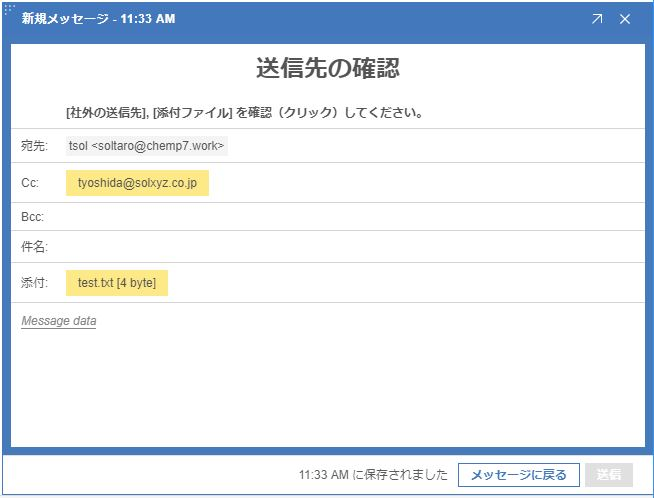 新規メッセージ - 11:33 AM
送信先の確認
[社外の送信先], [添付ファイル] を確認（クリック）してください。
宛先: tsol <soltaro@chemp7.work>
Cc: tyoshida@solxyz.co.jp
Bcc:
件名:
添付: test.txt [4 byte]
Message data
11:33 AM に保存されました メッセージに戻る 送信